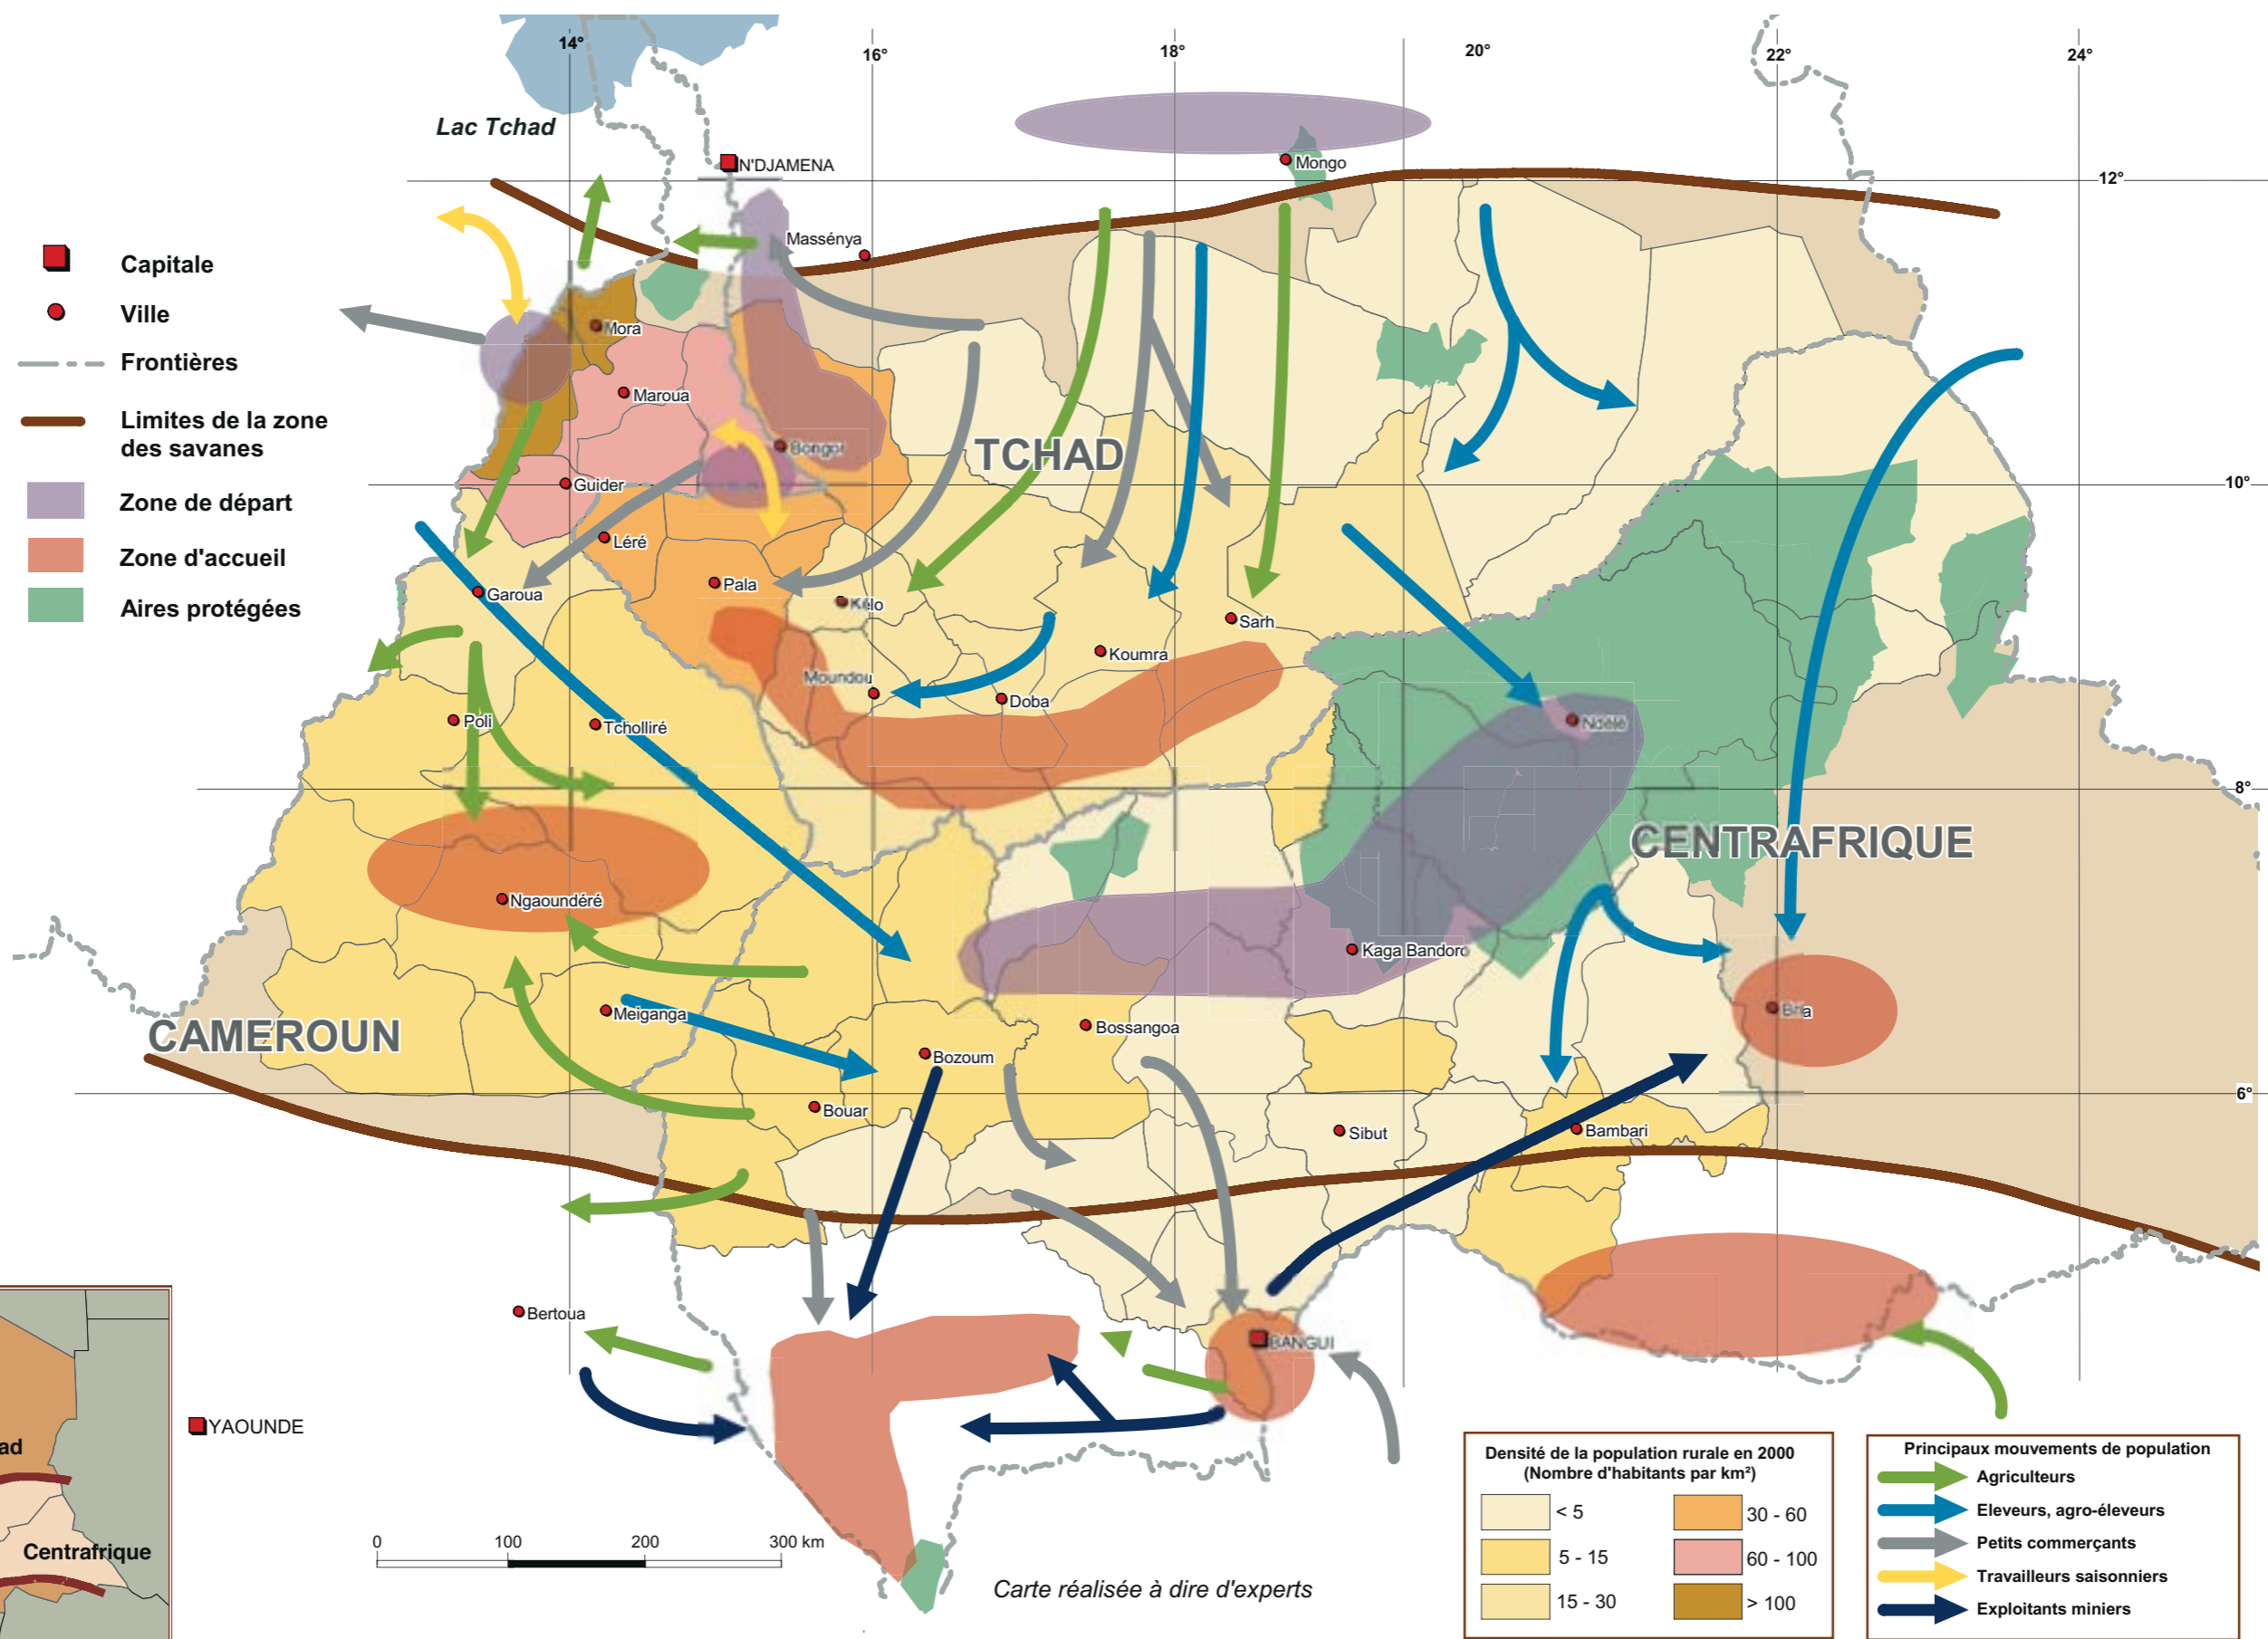 14°
16°
18°
20°
22°
24°
Lac Tchad
N'DJAMENA
Mongo
12°
Massénya
Capitale
Ville
Frontières
Limites de la zone
des savanes
Zone de départ
Zone d'accueil
Aires protégées
Mora
Maroua
Bongor
TCHAD
Guider
10°
Léré
Pala
Kélo
Garoua
Sarh
Koumra
Moundou
Doba
Poli
Tcholliré
Ndélé
8°
CENTRAFRIQUE
Ngaoundéré
Kaga Bandoro
Meiganga
Bria
CAMEROUN
Bossangoa
Bozoum
6°
Bouar
Sibut
Bambari
Bertoua
BANGUI
YAOUNDE
ad
Centrafrique
0 100 200 300 km
Carte réalisée à dire d'experts
Densité de la population rurale en 2000
(Nombre d'habitants par km²)
< 5
30 - 60
5 - 15
60 - 100
15 - 30
> 100
Principaux mouvements de population
Agriculteurs
Eleveurs, agro-éleveurs
Petits commerçants
Travailleurs saisonniers
Exploitants miniers